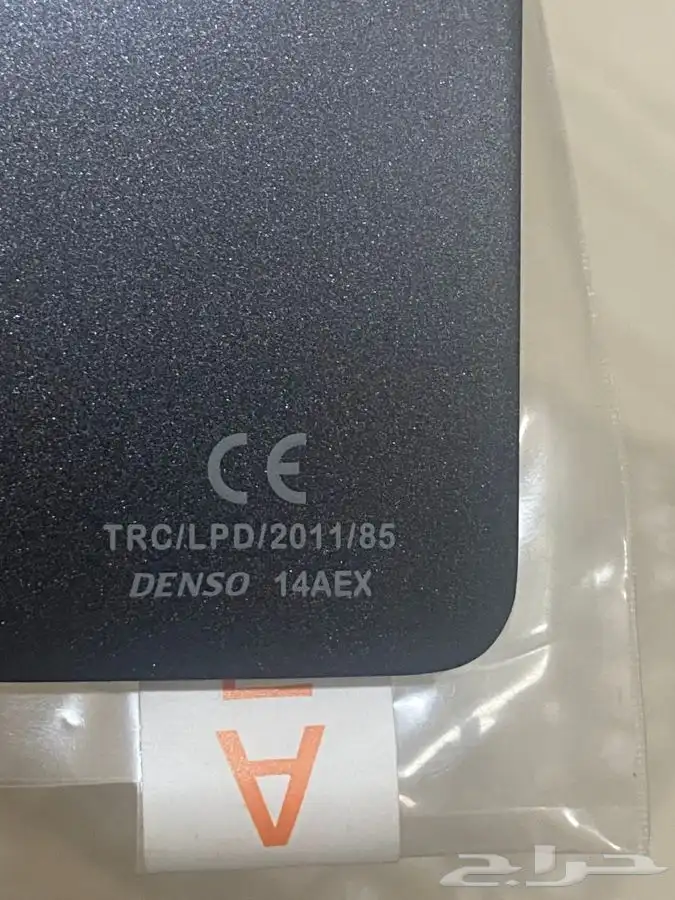 CE
TRC/LPD/2011/85
DENSO 14AEX
A
حراج